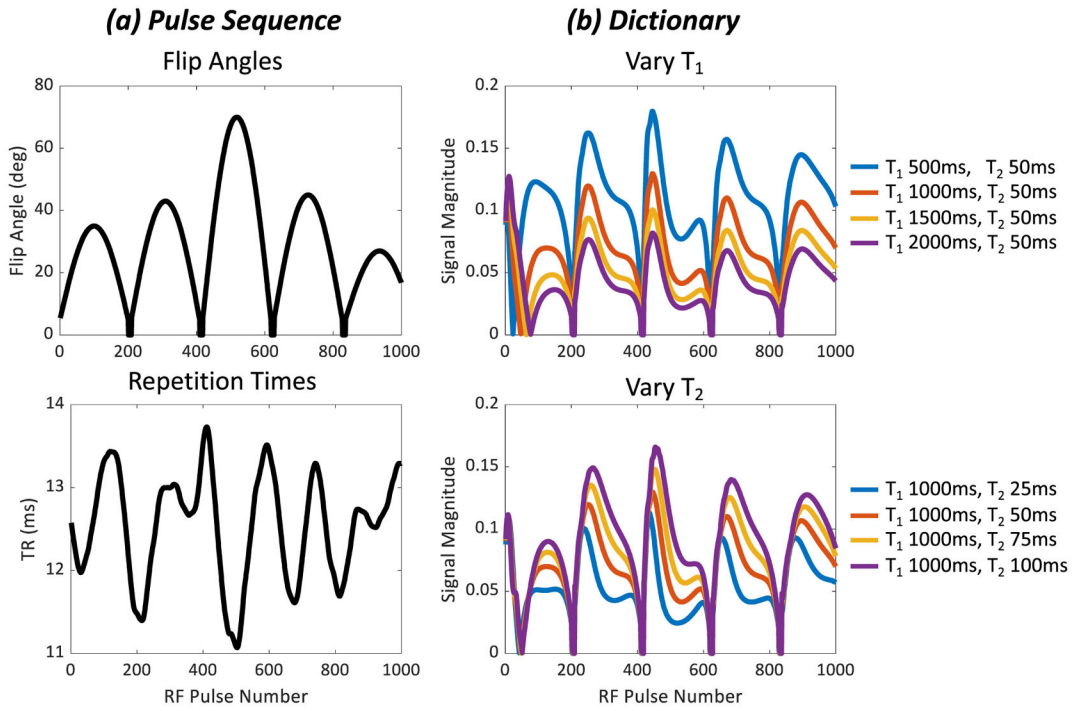 (a) Pulse Sequence
(b) Dictionary
Flip Angles
Flip Angle (deg)
80
60
40
20
0
0 200 400 600 800 1000
Vary T1
Signal Magnitude
0.2
0.15
0.1
0.05
0
0 200 400 600 800 1000
T1 500ms, T2 50ms
T1 1000ms, T2 50ms
T1 1500ms, T2 50ms
T1 2000ms, T2 50ms
Repetition Times
TR (ms)
14
13
12
11
0 200 400 600 800 1000
RF Pulse Number
Vary T2
Signal Magnitude
0.2
0.15
0.1
0.05
0
0 200 400 600 800 1000
RF Pulse Number
T1 1000ms, T2 25ms
T1 1000ms, T2 50ms
T1 1000ms, T2 75ms
T1 1000ms, T2 100ms